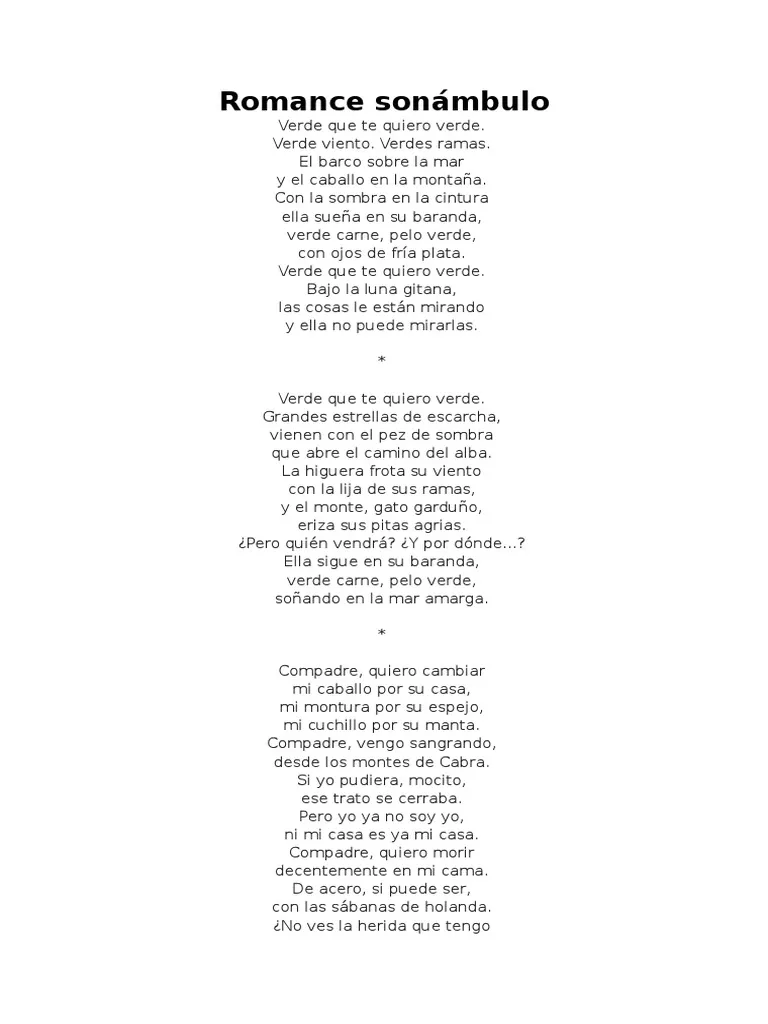 Romance sonámbulo
Verde que te quiero verde.
Verde viento. Verdes ramas.
El barco sobre la mar
y el caballo en la montaña.
Con la sombra en la cintura
ella sueña en su baranda,
verde carne, pelo verde,
con ojos de fría plata.
Verde que te quiero verde.
Bajo la luna gitana,
las cosas le están mirando
y ella no puede mirarlas.
*
Verde que te quiero verde.
Grandes estrellas de escarcha,
vienen con el pez de sombra
que abre el camino del alba.
La higuera frota su viento
con la lija de sus ramas,
y el monte, gato garduño,
eriza sus pitas agrias.
¿Pero quién vendrá? ¿Y por dónde...?
Ella sigue en su baranda,
verde carne, pelo verde,
soñando en la mar amarga.
*
Compadre, quiero cambiar
mi caballo por su casa,
mi montura por su espejo,
mi cuchillo por su manta.
Compadre, vengo sangrando,
desde los montes de Cabra.
Si yo pudiera, mocito,
ese trato se cerraba.
Pero yo ya no soy yo,
ni mi casa es ya mi casa.
Compadre, quiero morir
decentemente en mi cama.
De acero, si puede ser,
con las sábanas de holanda.
¿No ves la herida que tengo